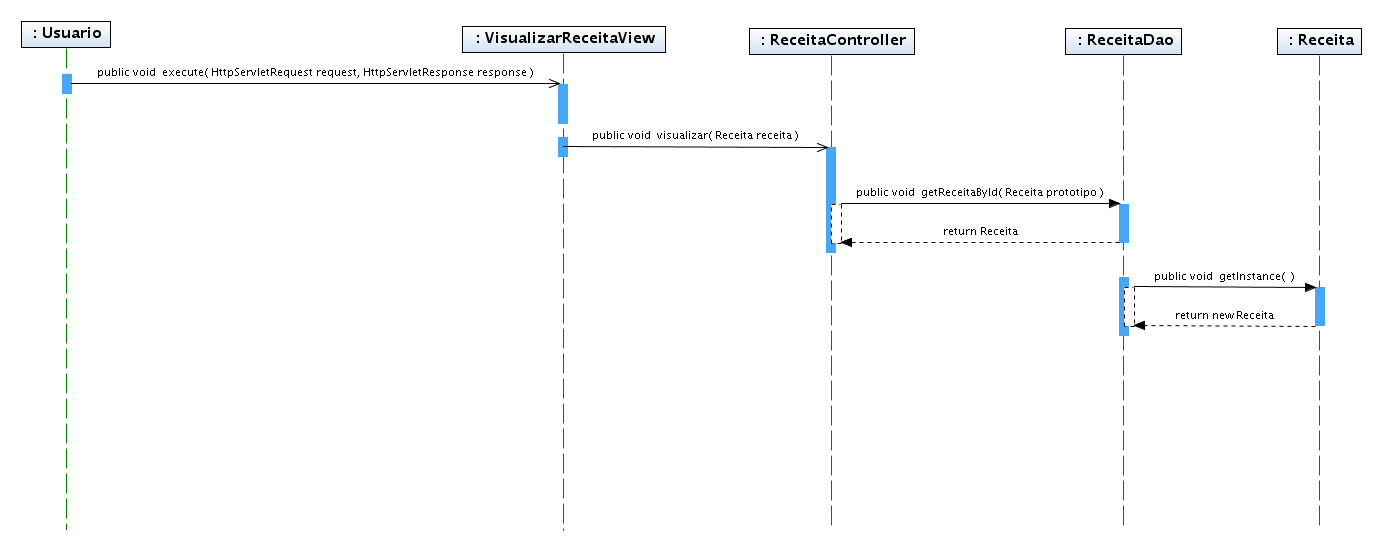 : Usuario
: VisualizarReceitaView
: ReceitaController
: ReceitaDao
: Receita
public void execute( HttpServletRequest request, HttpServletResponse response )
public void visualizar( Receita receita )
public void getReceitaById( Receita prototipo )
return Receita
public void getInstance( )
return new Receita